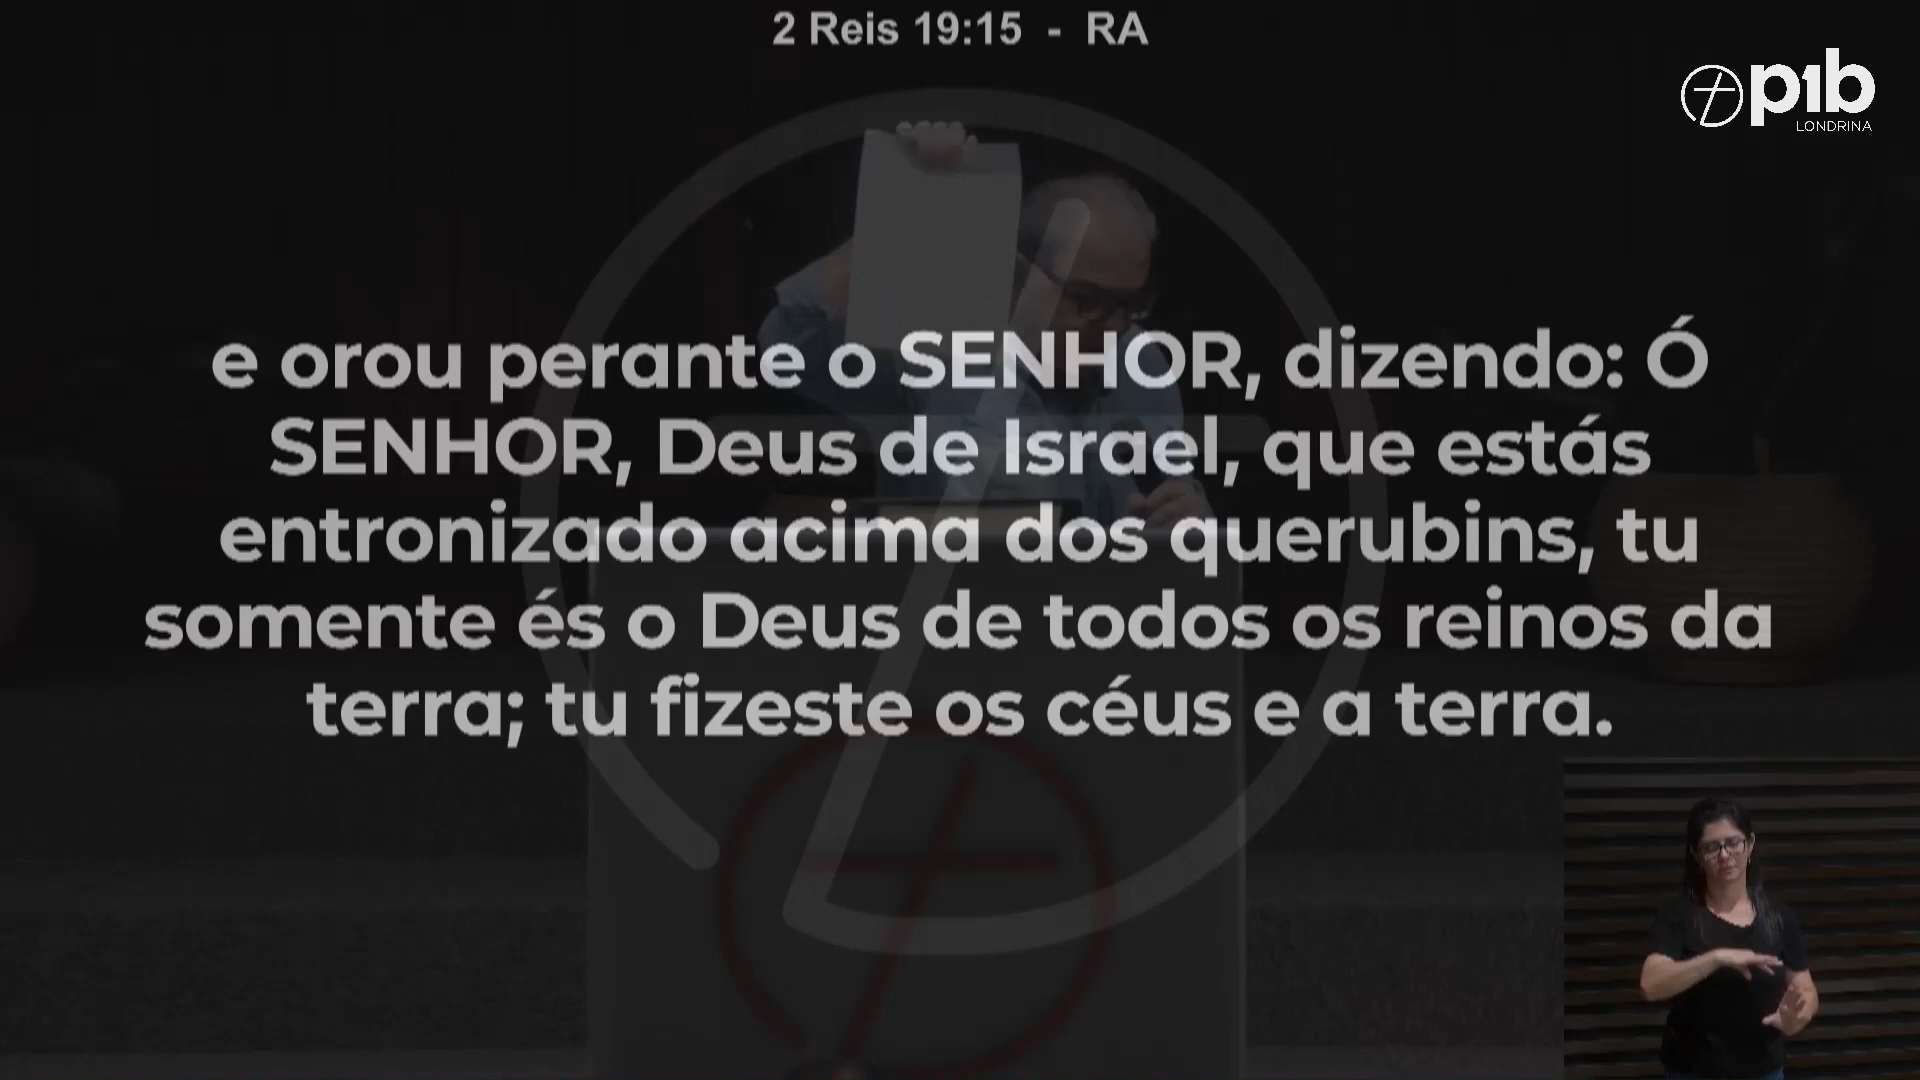 2 Reis 19:15 - RA
p1b
LONDRINA
e orou perante o SENHOR, dizendo: Ó
SENHOR, Deus de Israel, que estás
entronizado acima dos querubins, tu
somente és o Deus de todos os reinos da
terra; tu fizeste os céus e a terra.